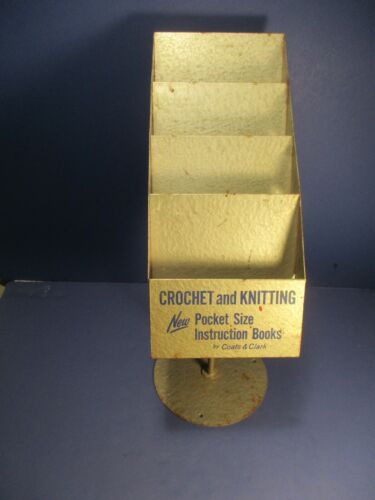 CROCHET and KNITTING
New Pocket Size
Instruction Books
by Coats & Clark